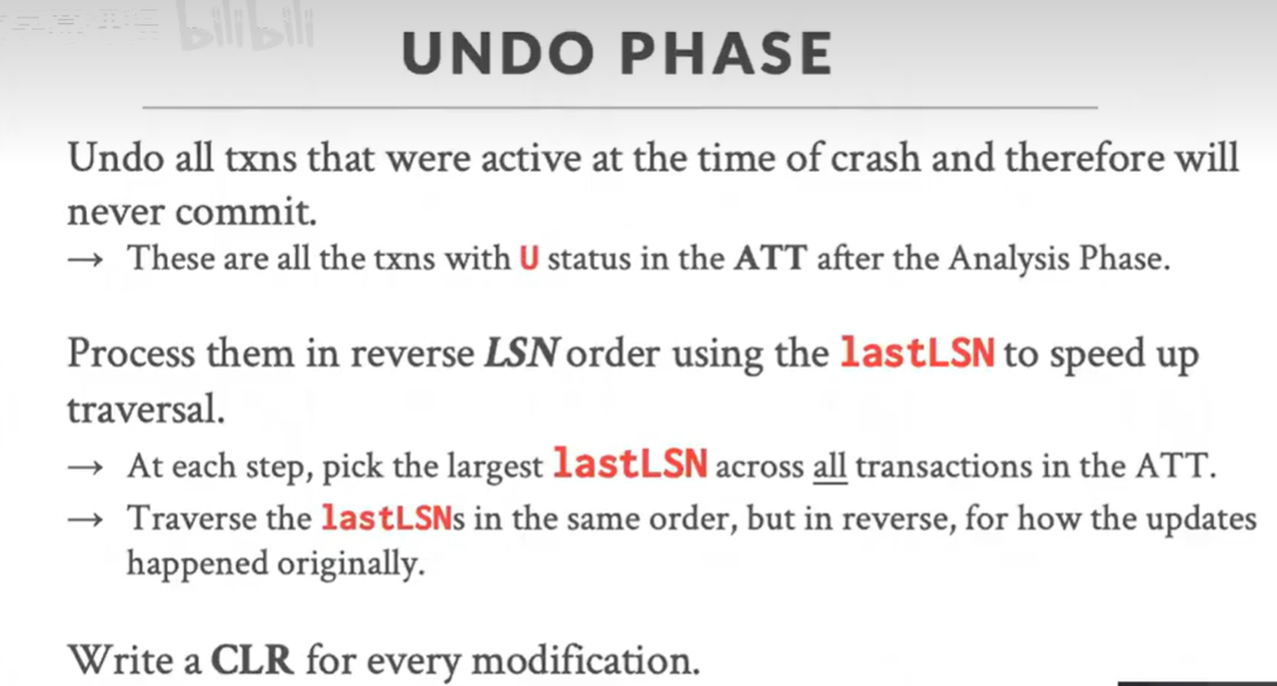 bilibili
UNDO PHASE
Undo all txns that were active at the time of crash and therefore will
never commit.
→ These are all the txns with U status in the ATT after the Analysis Phase.
Process them in reverse LSN order using the lastLSN to speed up
traversal.
→ At each step, pick the largest lastLSN across all transactions in the ATT.
→ Traverse the lastLSNs in the same order, but in reverse, for how the updates
happened originally.
Write a CLR for every modification.